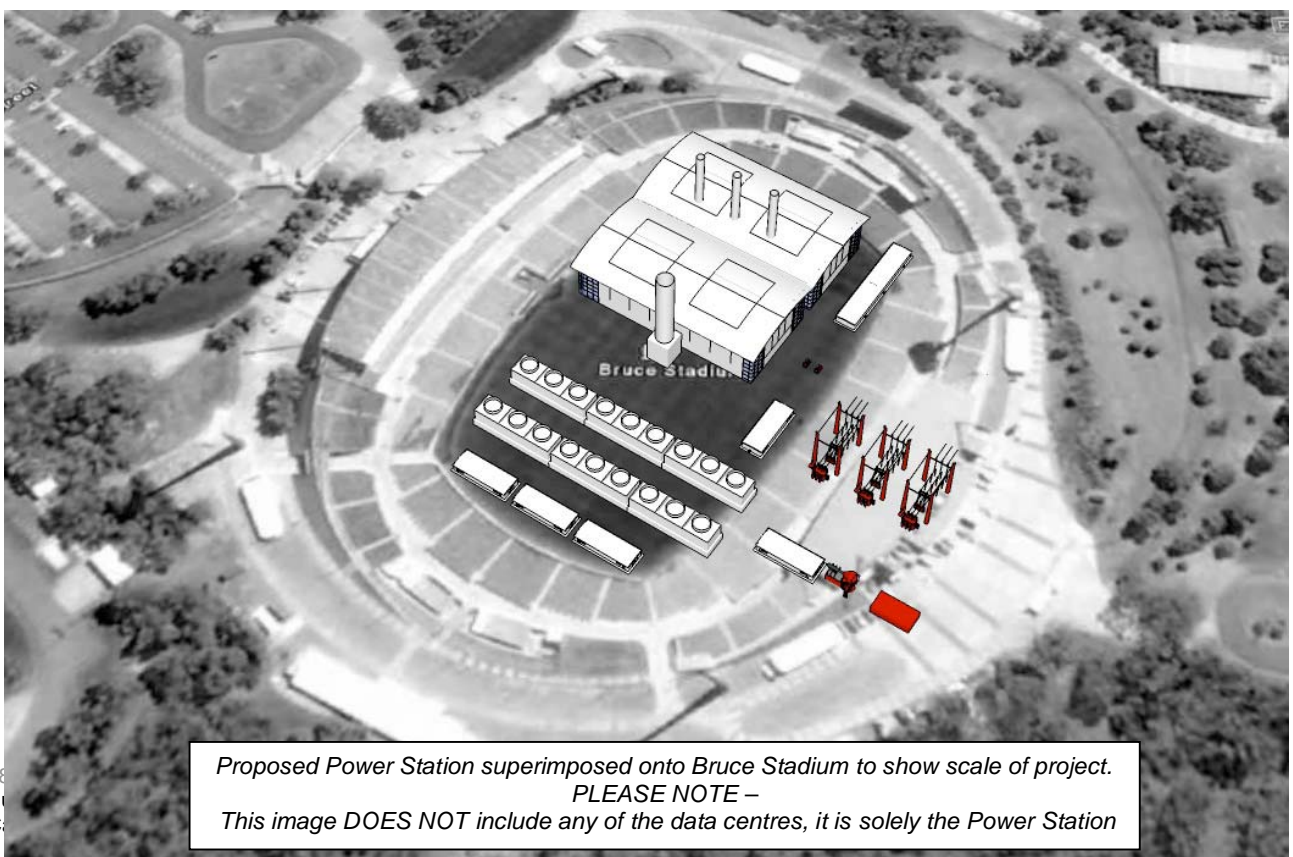 Bruce Stadium
Proposed Power Station superimposed onto Bruce Stadium to show scale of project.
PLEASE NOTE –
This image DOES NOT include any of the data centres, it is solely the Power Station